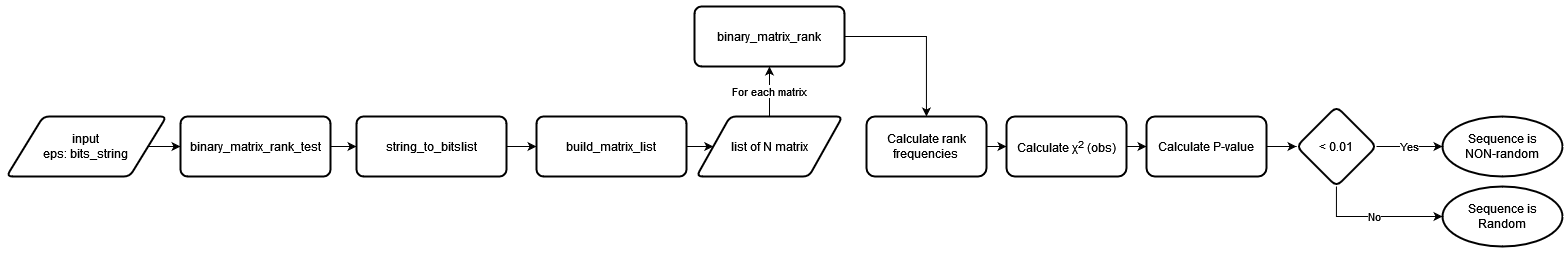 input
eps: bits_string
binary_matrix_rank_test
string_to_bitslist
build_matrix_list
list of N matrix
For each matrix
binary_matrix_rank
Calculate rank
frequencies
Calculate χ² (obs)
Calculate P-value
< 0.01
Yes
Sequence is
NON-random
No
Sequence is
Random